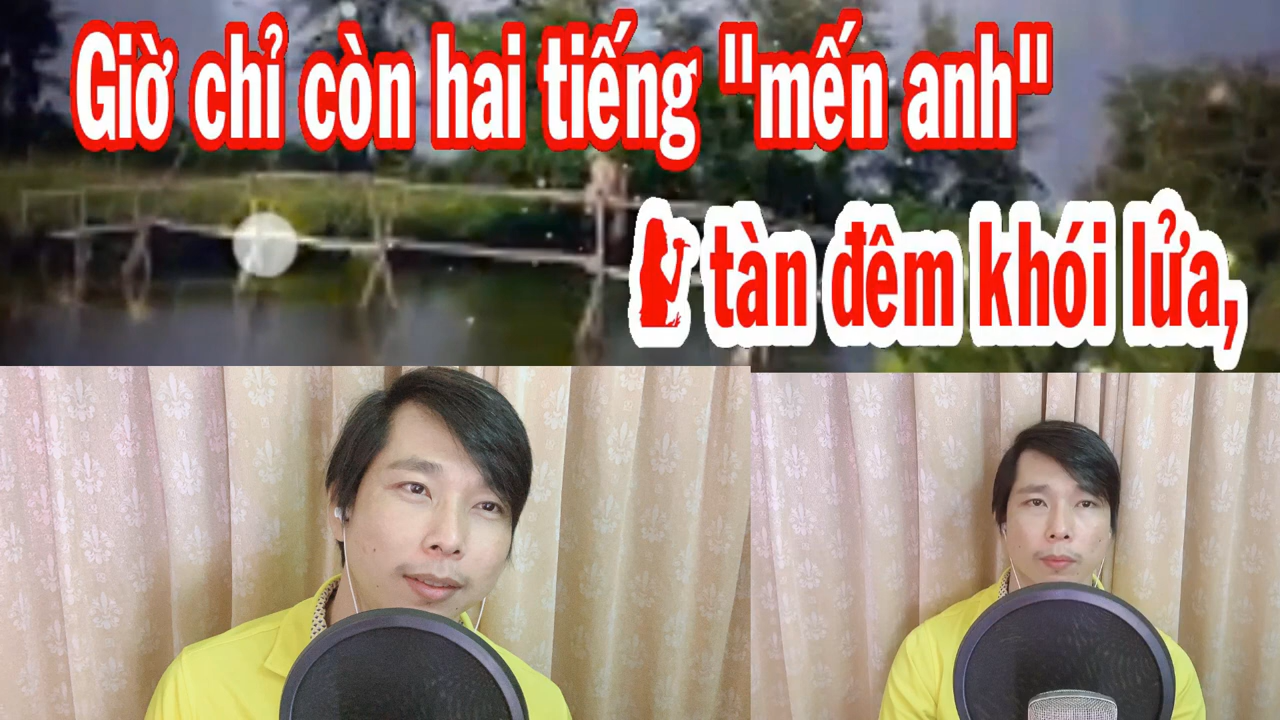 Giờ chỉ còn hai tiếng "mến anh"
tàn đêm khói lửa,